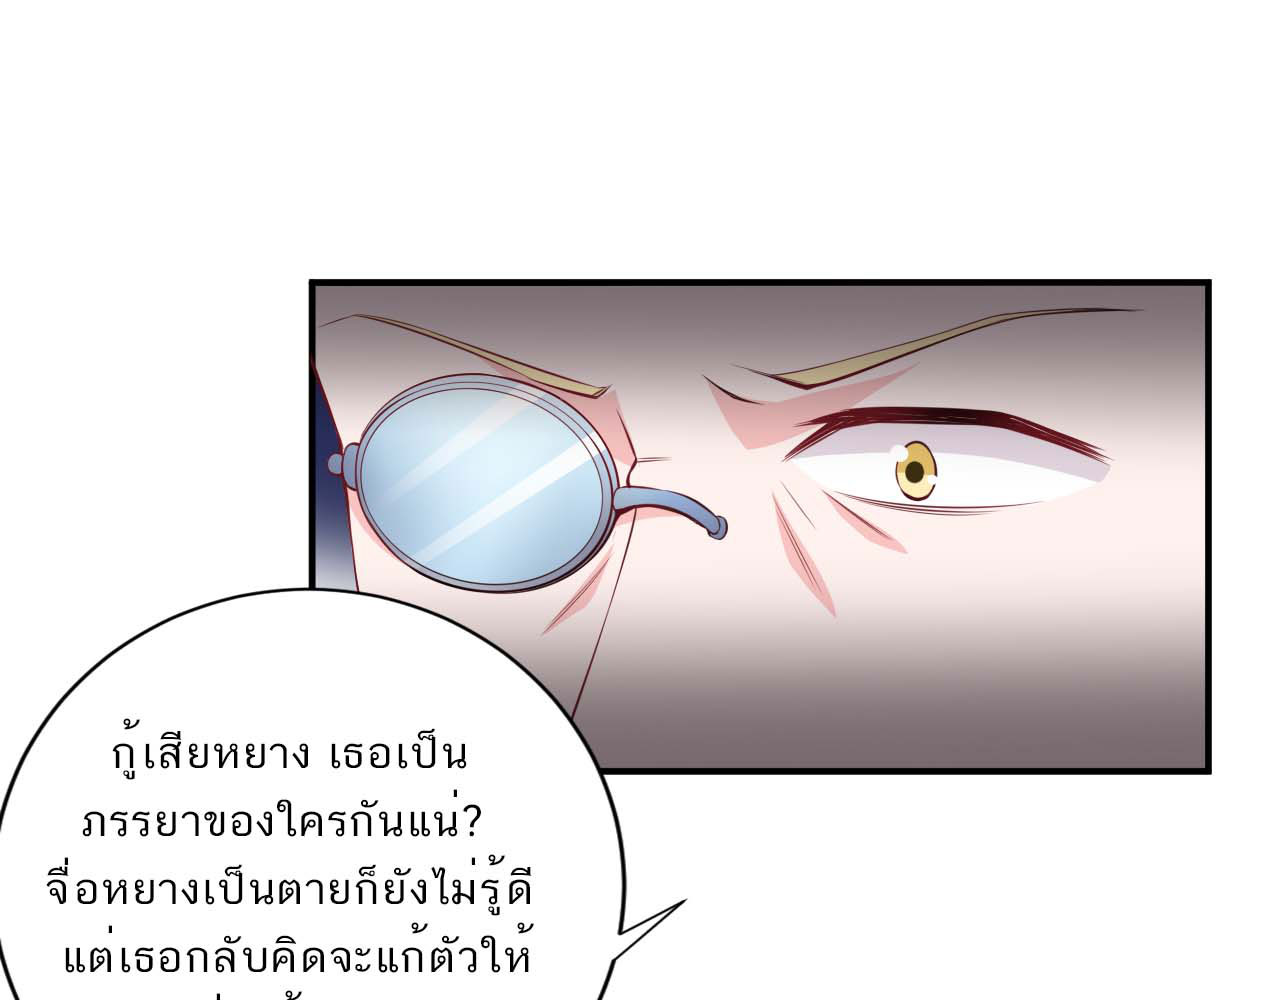 กู้เสียหยาง เธอเป็น
ภรรยาของใครกันแน่?
จื่อหยางเป็นตายก็ยังไม่รู้ดี
แต่เธอกลับคิดจะแก้ตัวให้